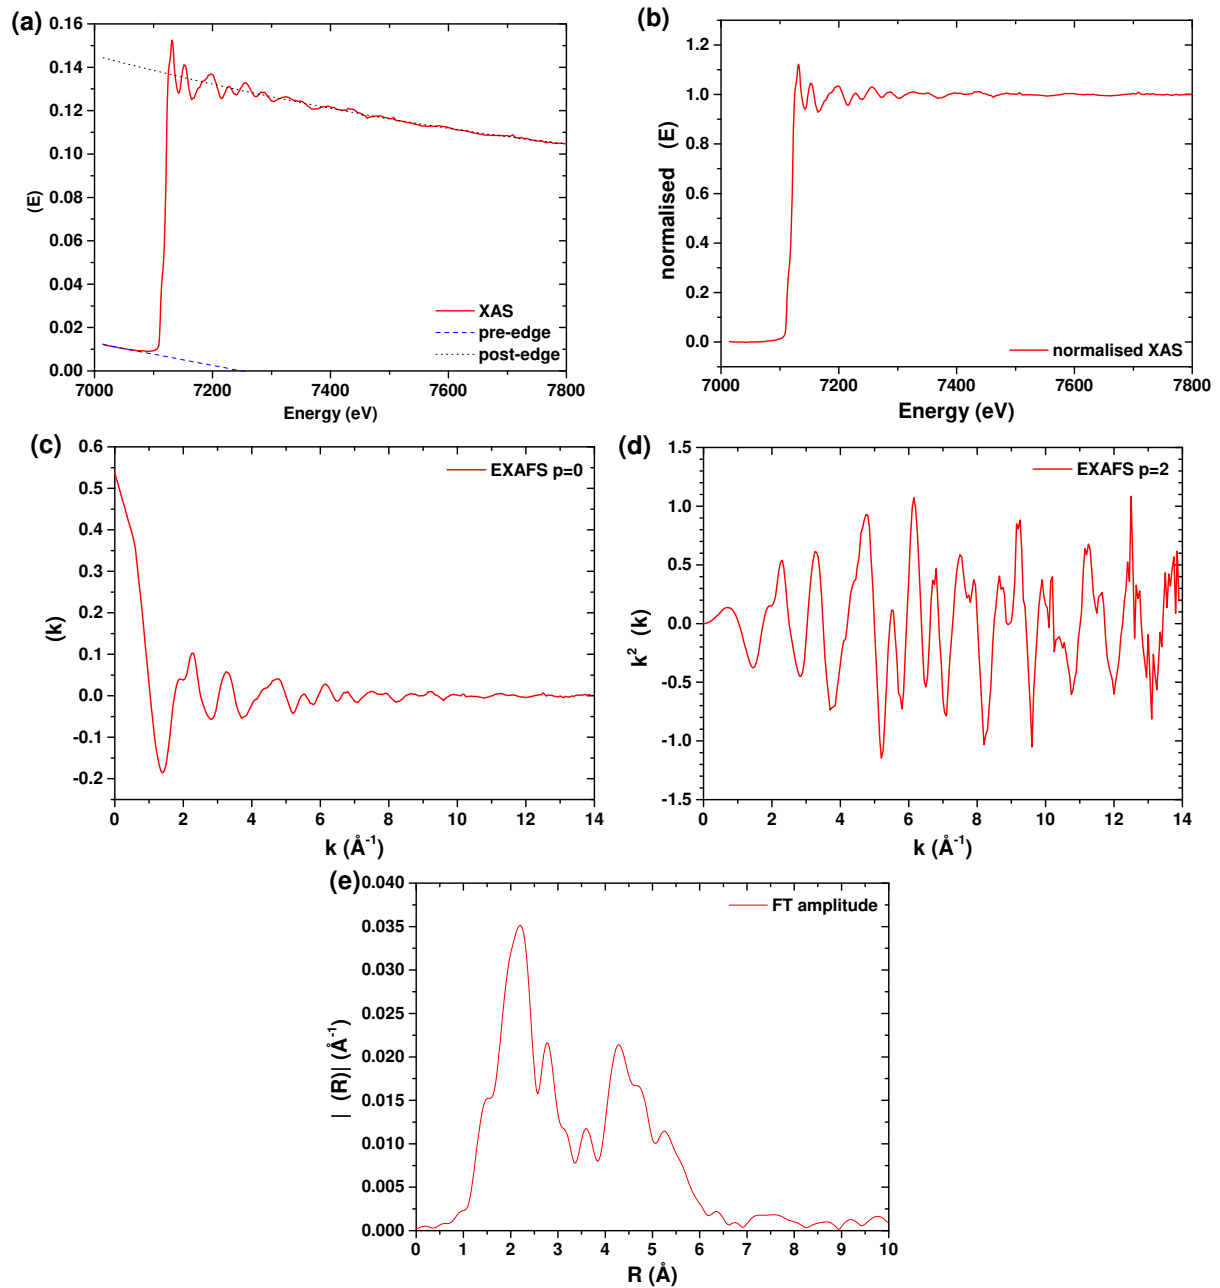 (a)
0.16
0.14
0.12
0.10
0.08
0.06
0.04
0.02
0.00
(E)
XAS
pre-edge
post-edge
7000 7200 7400 7600 7800
Energy (eV)
(b)
1.2
1.0
0.8
0.6
0.4
0.2
0.0
normalised (E)
normalised XAS
7000 7200 7400 7600 7800
Energy (eV)
(c)
0.6
0.5
0.4
0.3
0.2
0.1
0.0
-0.1
-0.2
(k)
EXAFS p=0
0 2 4 6 8 10 12 14
k (Å⁻¹)
(d)
1.5
1.0
0.5
0.0
-0.5
-1.0
-1.5
k² (k)
EXAFS p=2
0 2 4 6 8 10 12 14
k (Å⁻¹)
(e)
0.040
0.035
0.030
0.025
0.020
0.015
0.010
0.005
0.000
| (R)| (Å⁻¹)
FT amplitude
0 1 2 3 4 5 6 7 8 9 10
R (Å)